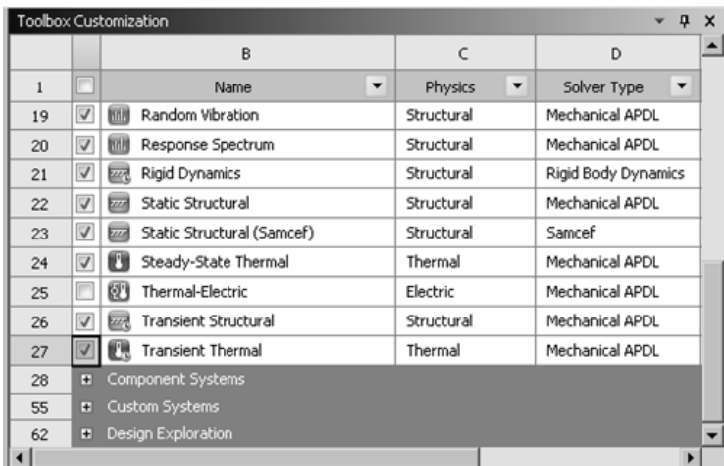 Toolbox Customization
B C D
1 Name Physics Solver Type
19 Random Vibration Structural Mechanical APDL
20 Response Spectrum Structural Mechanical APDL
21 Rigid Dynamics Structural Rigid Body Dynamics
22 Static Structural Structural Mechanical APDL
23 Static Structural (Samcef) Structural Samcef
24 Steady-State Thermal Thermal Mechanical APDL
25 Thermal-Electric Electric Mechanical APDL
26 Transient Structural Structural Mechanical APDL
27 Transient Thermal Thermal Mechanical APDL
28 Component Systems
55 Custom Systems
62 Design Exploration